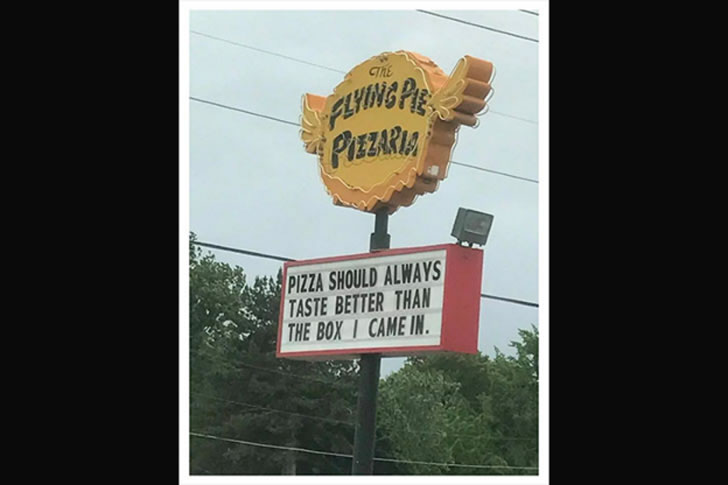 THE
FLYING PIE
PIZZARIA
PIZZA SHOULD ALWAYS
TASTE BETTER THAN
THE BOX I CAME IN.